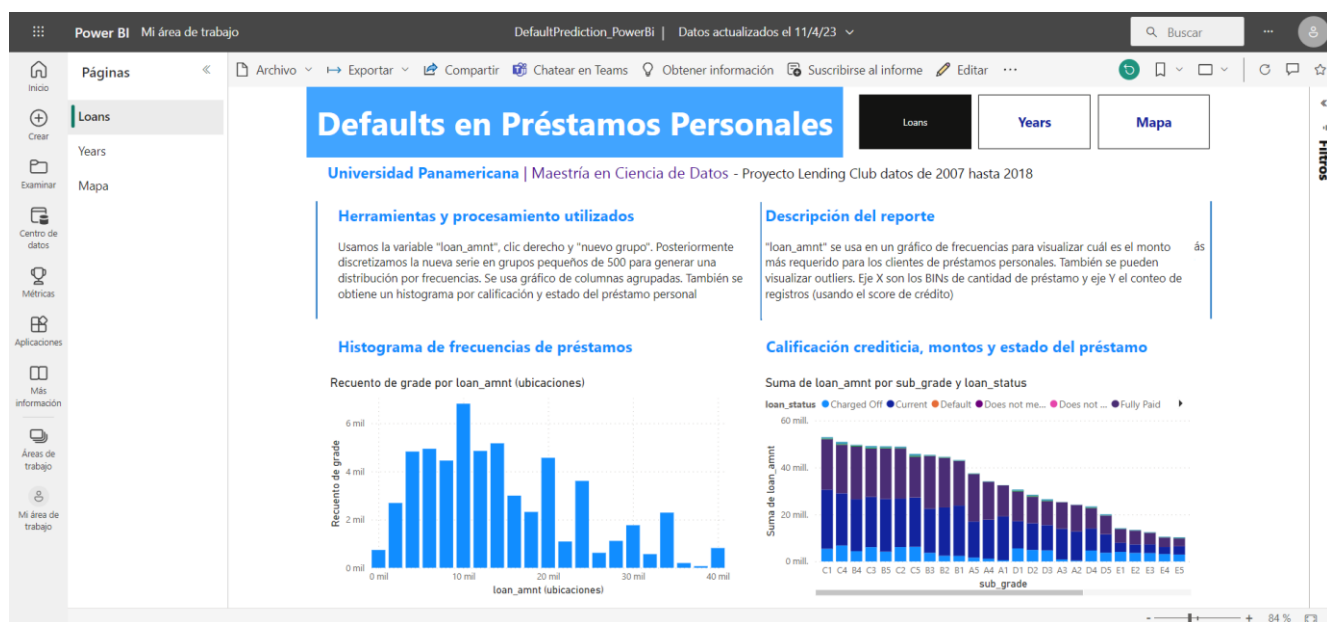 Power BI Mi área de trabajo
DefaultPrediction_PowerBi | Datos actualizados el 11/4/23
Buscar
Inicio
Crear
Examinar
Centro de
datos
Métricas
Aplicaciones
Más
información
Áreas de
trabajo
Mi área de
trabajo
Páginas
Loans
Years
Mapa
Archivo
Exportar
Compartir
Chatear en Teams
Obtener información
Suscribirse al informe
Editar
Defaults en Préstamos Personales
Loans
Years
Mapa
Filtros
Universidad Panamericana | Maestría en Ciencia de Datos - Proyecto Lending Club datos de 2007 hasta 2018
Herramientas y procesamiento utilizados
Usamos la variable "loan_amnt", clic derecho y "nuevo grupo". Posteriormente
discretizamos la nueva serie en grupos pequeños de 500 para generar una
distribución por frecuencias. Se usa gráfico de columnas agrupadas. También se
obtiene un histograma por calificación y estado del préstamo personal
Descripción del reporte
"loan_amnt" se usa en un gráfico de frecuencias para visualizar cuál es el monto ás
más requerido para los clientes de préstamos personales. También se pueden
visualizar outliers. Eje X son los BINs de cantidad de préstamo y eje Y el conteo de
registros (usando el score de crédito)
Histograma de frecuencias de préstamos
Recuento de grade por loan_amnt (ubicaciones)
Recuento de grade
6 mil
4 mil
2 mil
0 mil
0 mil 10 mil 20 mil 30 mil 40 mil
loan_amnt (ubicaciones)
Calificación crediticia, montos y estado del préstamo
Suma de loan_amnt por sub_grade y loan_status
loan_status Charged Off Current Default Does not me... Does not ... Fully Paid
Suma de loan_amnt
60 mill.
40 mill.
20 mill.
0 mill.
C1 C4 B4 C3 B5 C2 C5 B3 B2 B1 A5 A4 A1 D1 D2 D3 A3 A2 D4 D5 E1 E2 E3 E4 E5
sub_grade
84 %